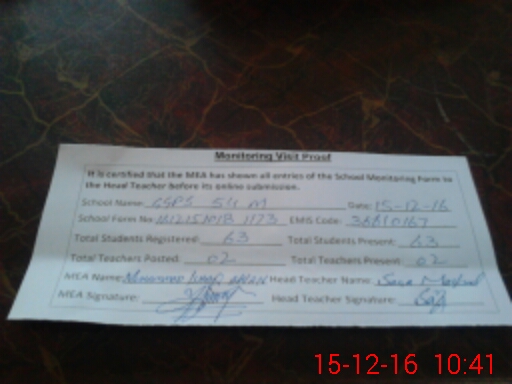 Monitoring Visit Proof
It is certified that the MEA has shown all entries of the School Monitoring Form to
the Head Teacher before its online submission.
School Name: GGPS 54 M Date: 15-12-16
School Form No: EMIS Code:
Total Students Registered: 63 Total Students Present: 63
Total Teachers Posted: 02 Total Teachers Present: 02
MEA Name: Muhammad Head Teacher Name:
MEA Signature: Head Teacher Signature:
15-12-16 10:41